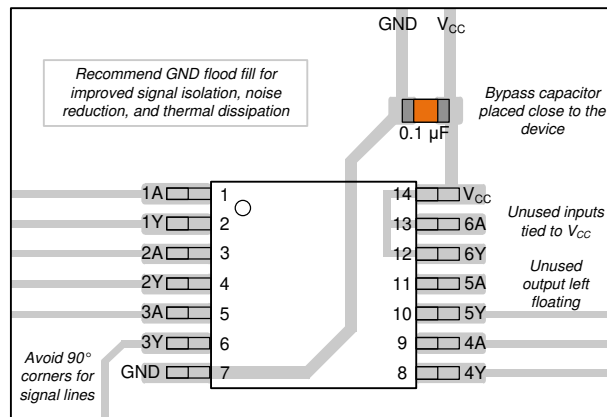 GND V_CC
Recommend GND flood fill for
improved signal isolation, noise
reduction, and thermal dissipation
Bypass capacitor
placed close to the
device
0.1 µF
1A 1 14 V_CC
1Y 2 13 6A
2A 3 12 6Y
2Y 4 11 5A
3A 5 10 5Y
3Y 6 9 4A
GND 7 8 4Y
Unused inputs
tied to V_CC
Unused
output left
floating
Avoid 90°
corners for
signal lines